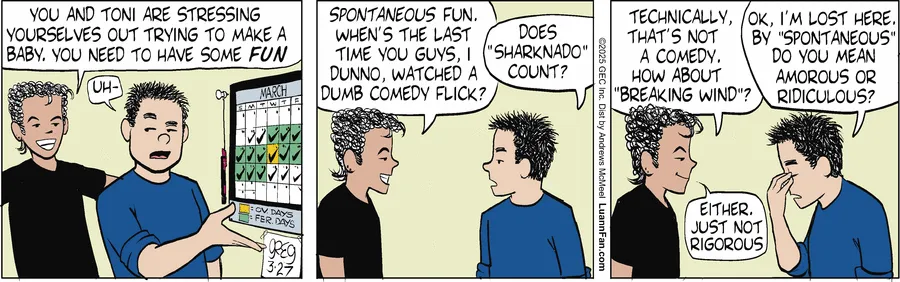 YOU AND TONI ARE STRESSING
YOURSELVES OUT TRYING TO MAKE A
BABY. YOU NEED TO HAVE SOME FUN
UH-
MARCH
S M T W T F S
= OV. DAYS
= FER. DAYS
GREG
3-27
SPONTANEOUS FUN.
WHEN'S THE LAST
TIME YOU GUYS, I
DUNNO, WATCHED A
DUMB COMEDY FLICK?
DOES
"SHARKNADO"
COUNT?
©2025 GEC Inc. Dist by Andrews McMeel LuannFan.com
TECHNICALLY,
THAT'S NOT
A COMEDY.
HOW ABOUT
"BREAKING WIND"?
OK, I'M LOST HERE.
BY "SPONTANEOUS"
DO YOU MEAN
AMOROUS OR
RIDICULOUS?
EITHER.
JUST NOT
RIGOROUS